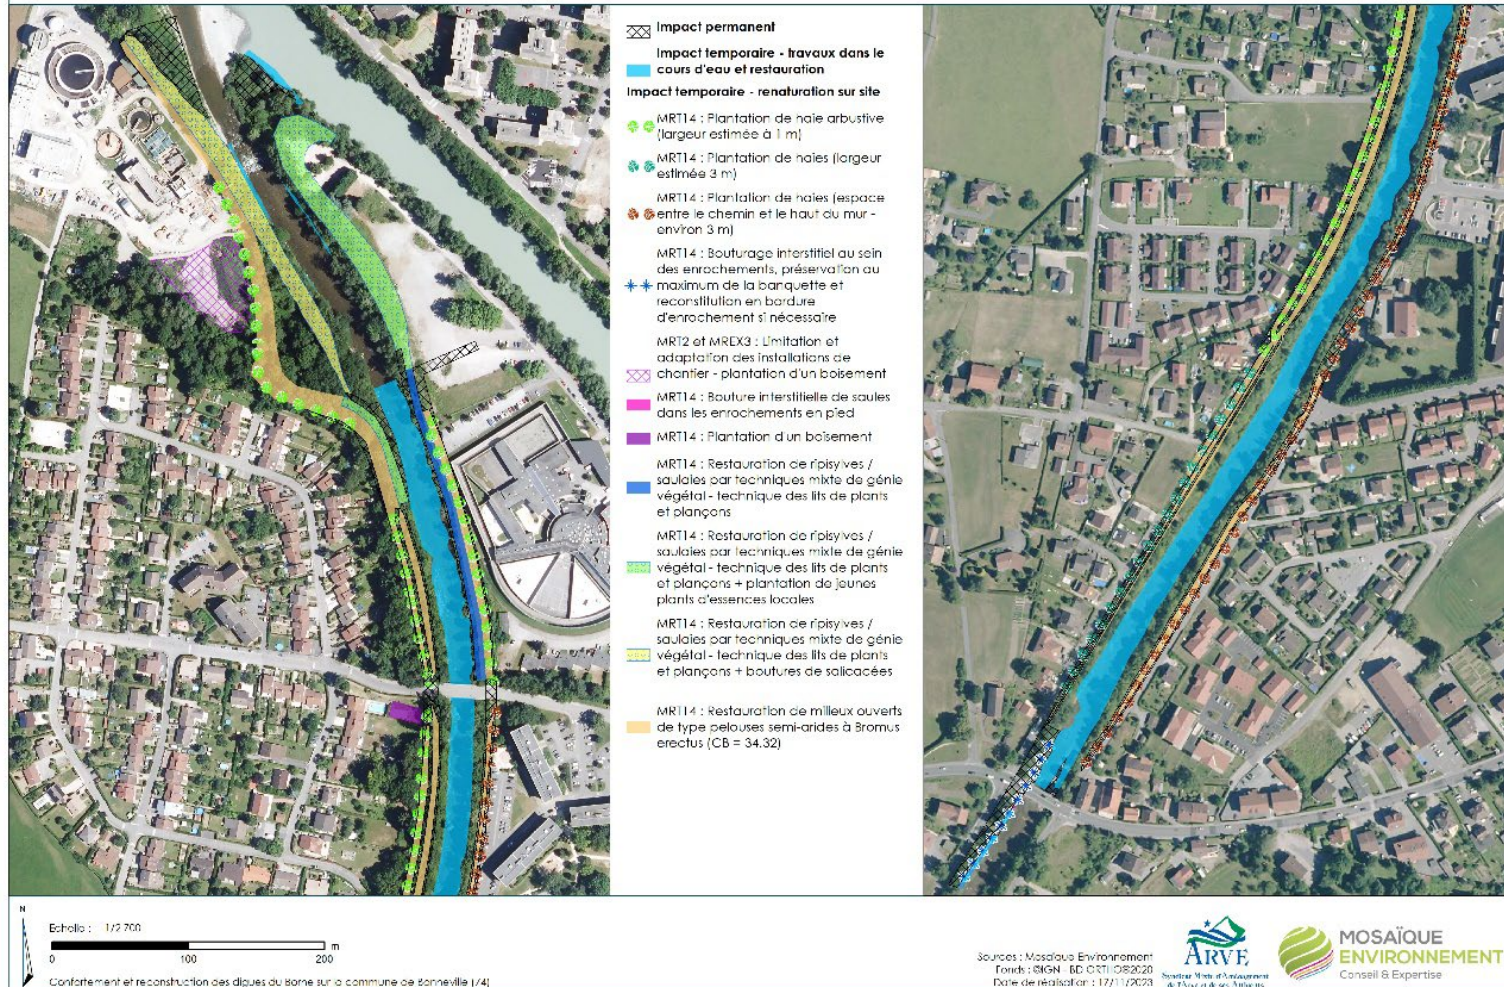 Impact permanent
Impact temporaire - travaux dans le
cours d'eau et restauration
Impact temporaire - renaturation sur site
MRT14 : Plantation de haie arbustive
(largeur estimée à 1 m)
MRT14 : Plantation de haies (largeur
estimée 3 m)
MRT14 : Plantation de haies (espace
entre le chemin et le haut du mur -
environ 3 m)
MRT14 : Bouturage interstitiel au sein
des enrochements, préservation au
maximum de la banquette et
reconstitution en bordure
d'enrochement si nécessaire
MRT2 et MREX3 : Limitation et
adaptation des installations de
chantier - plantation d'un boisement
MRT14 : Bouture interstitielle de saules
dans les enrochements en pied
MRT14 : Plantation d'un boisement
MRT14 : Restauration de ripisylves /
saulaies par techniques mixte de génie
végétal - technique des lits de plants
et plançons
MRT14 : Restauration de ripisylves /
saulaies par techniques mixte de génie
végétal - technique des lits de plants
et plançons + plantation de jeunes
plants d'essences locales
MRT14 : Restauration de ripisylves /
saulaies par techniques mixte de génie
végétal - technique des lits de plants
et plançons + boutures de salicacées
MRT14 : Restauration de milieux ouverts
de type pelouses semi-arides à Bromus
erectus (CB = 34.32)
N
Echelle : 1/2 700
m
0 100 200
Confortement et reconstruction des digues du Borne sur la commune de Bonneville (74)
Sources : Mosaïque Environnement
Fonds : ©IGN - BD ORTHO®2020
Date de réalisation : 17/11/2023
ARVE
Syndicat Mixte d'Aménagement
de l'Arve et de ses Affluents
MOSAÏQUE
ENVIRONNEMENT
Conseil & Expertise